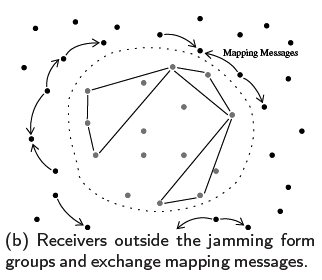 Mapping Messages
(b) Receivers outside the jamming form
groups and exchange mapping messages.